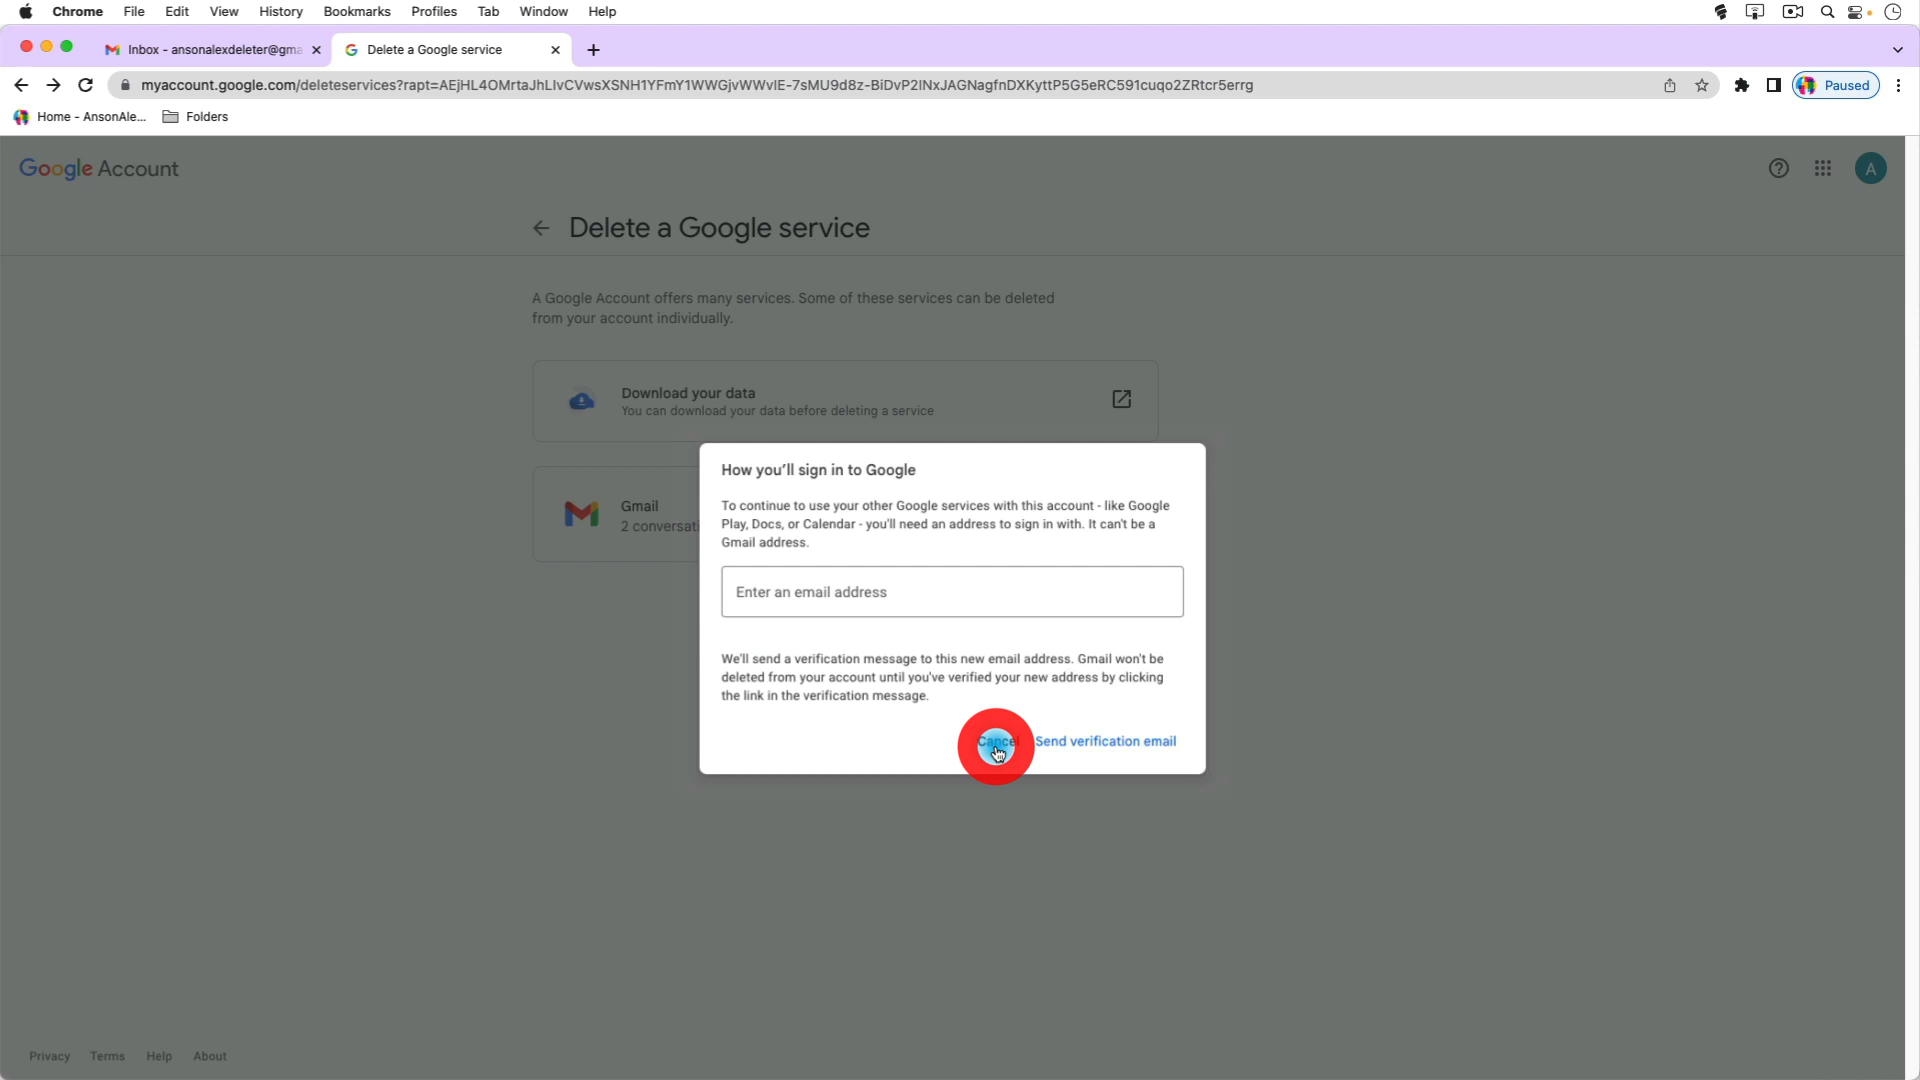 Chrome File Edit View History Bookmarks Profiles Tab Window Help
Inbox - ansonalexdeleter@gma
Delete a Google service
myaccount.google.com/deleteservices?rapt=AEjHL4OMrtaJhLIvCVwsXSNH1YFmY1WWGjvWWvIE-7sMU9d8z-BiDvP2INxJAGNagfnDXKyttP5G5eRC591cuqo2ZRtcr5errg
Paused
Home - AnsonAle...
Folders
Google Account
A
Delete a Google service
A Google Account offers many services. Some of these services can be deleted
from your account individually.
Download your data
You can download your data before deleting a service
Gmail
2 conversati
How you'll sign in to Google
To continue to use your other Google services with this account - like Google
Play, Docs, or Calendar - you'll need an address to sign in with. It can't be a
Gmail address.
Enter an email address
We'll send a verification message to this new email address. Gmail won't be
deleted from your account until you've verified your new address by clicking
the link in the verification message.
Cancel Send verification email
Privacy Terms Help About